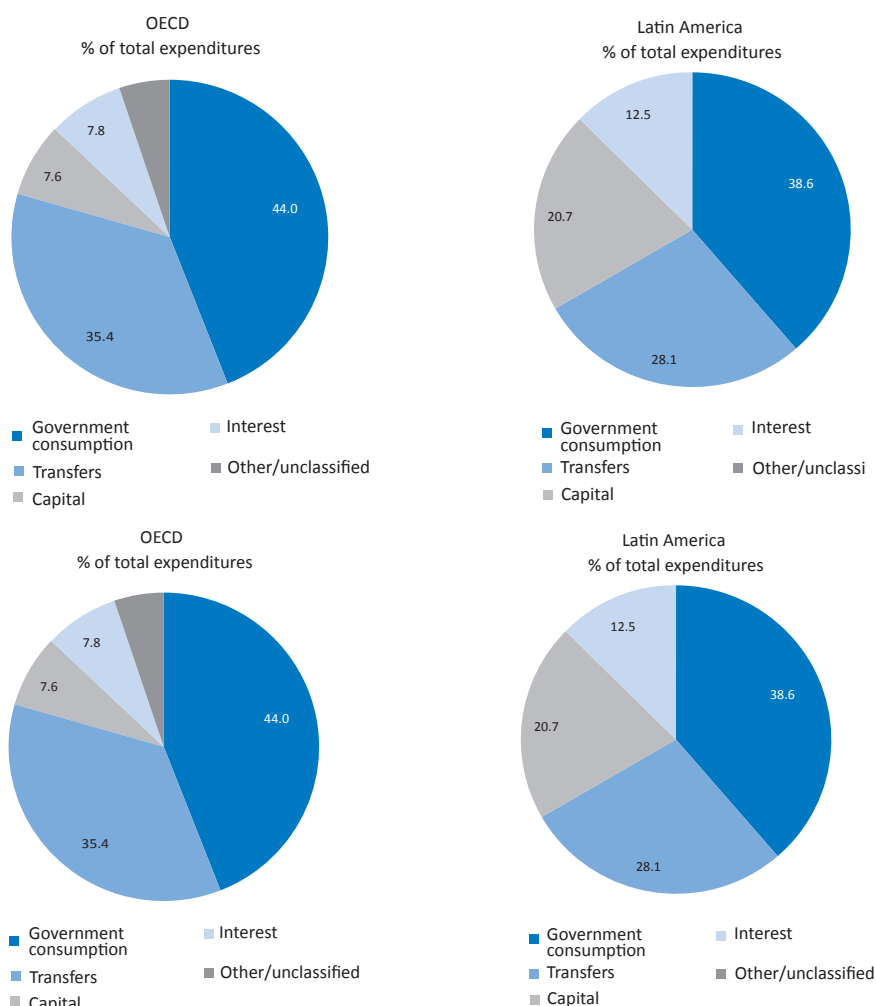 OECD
% of total expenditures
7.8
7.6
44.0
35.4
Government
consumption
Interest
Transfers
Other/unclassified
Capital
Latin America
% of total expenditures
12.5
38.6
20.7
28.1
Government
consumption
Interest
Transfers
Other/unclassi
Capital
OECD
% of total expenditures
7.8
7.6
44.0
35.4
Government
consumption
Interest
Transfers
Other/unclassified
Capital
Latin America
% of total expenditures
12.5
38.6
20.7
28.1
Government
consumption
Interest
Transfers
Other/unclassified
Capital